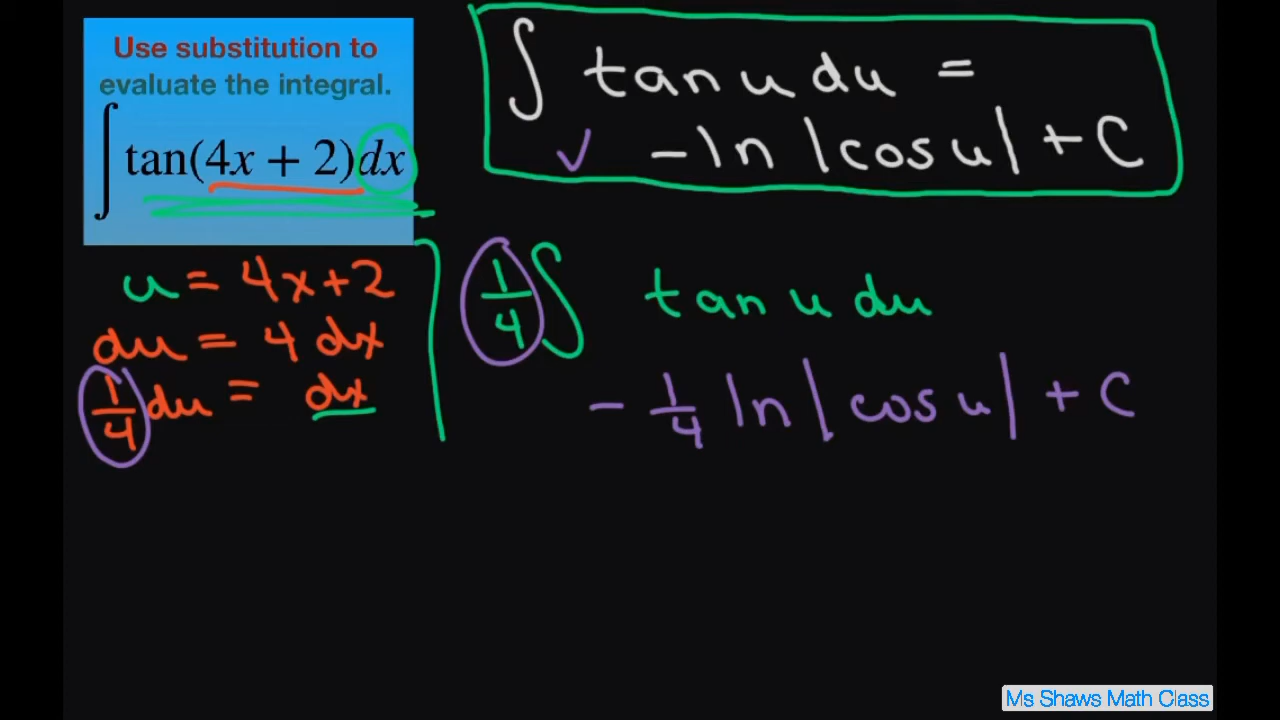 Use substitution to
evaluate the integral.
∫ tan(4x + 2)dx
∫ tan u du =
- ln |cos u| + C
u = 4x+2
du = 4 dx
1/4 du = dx
1/4 ∫ tan u du
- 1/4 ln | cos u | + C
Ms Shaws Math Class